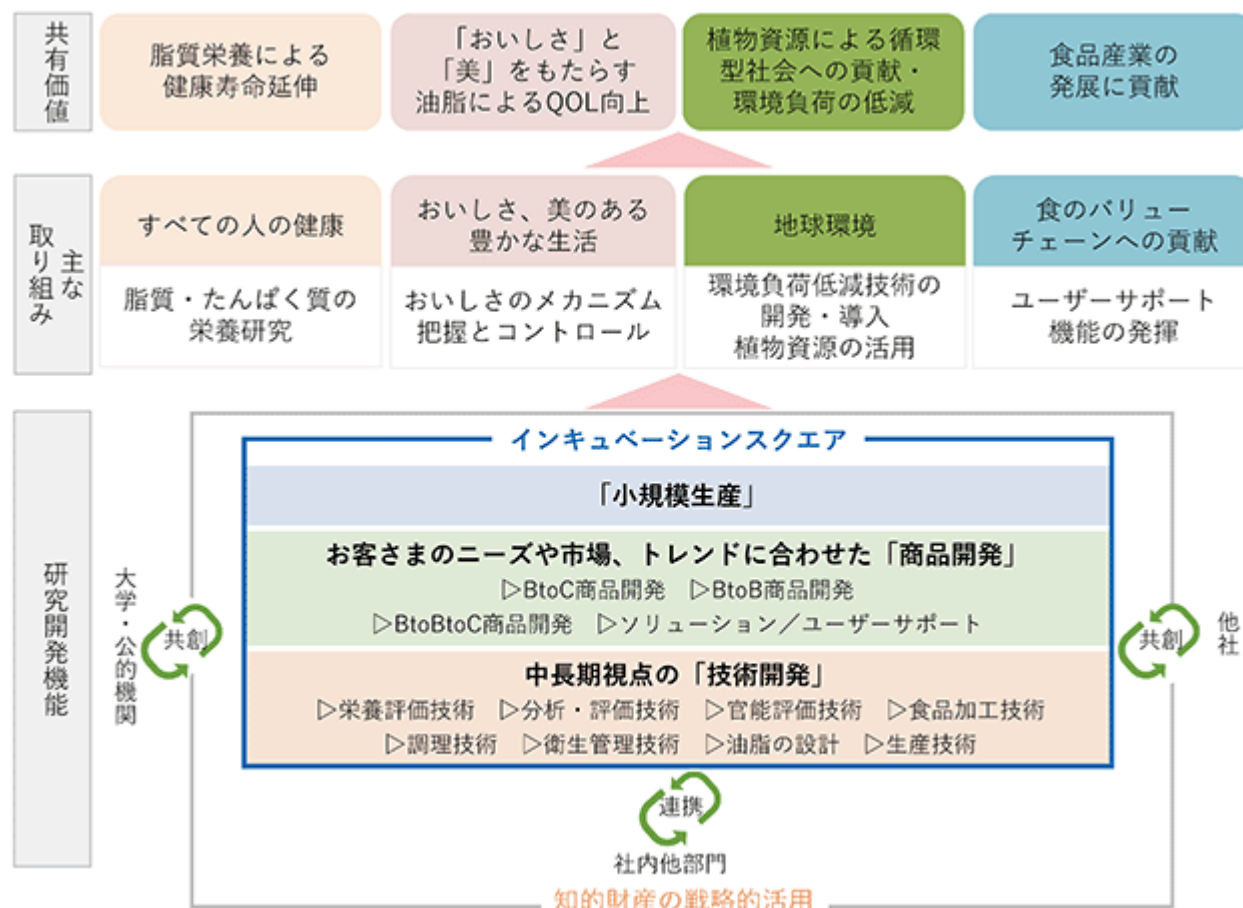 共有価値
脂質栄養による
健康寿命延伸
「おいしさ」と
「美」をもたらす
油脂によるQOL向上
植物資源による循環
型社会への貢献・
環境負荷の低減
食品産業の
発展に貢献
主な
取り組み
すべての人の健康
脂質・たんぱく質の
栄養研究
おいしさ、美のある
豊かな生活
おいしさのメカニズム
把握とコントロール
地球環境
環境負荷低減技術の
開発・導入
植物資源の活用
食のバリュー
チェーンへの貢献
ユーザーサポート
機能の発揮
研究開発機能
大学・公的機関
共創
インキュベーションスクエア
「小規模生産」
お客さまのニーズや市場、トレンドに合わせた「商品開発」
▷BtoC商品開発 ▷BtoB商品開発
▷BtoBtoC商品開発 ▷ソリューション／ユーザーサポート
中長期視点の「技術開発」
▷栄養評価技術 ▷分析・評価技術 ▷官能評価技術 ▷食品加工技術
▷調理技術 ▷衛生管理技術 ▷油脂の設計 ▷生産技術
共創
他社
連携
社内他部門
知的財産の戦略的活用